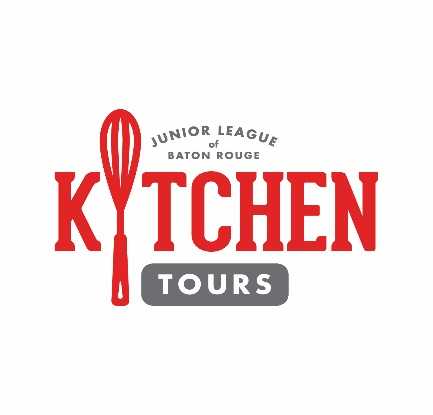 JUNIOR LEAGUE
of
BATON ROUGE
KITCHEN
TOURS